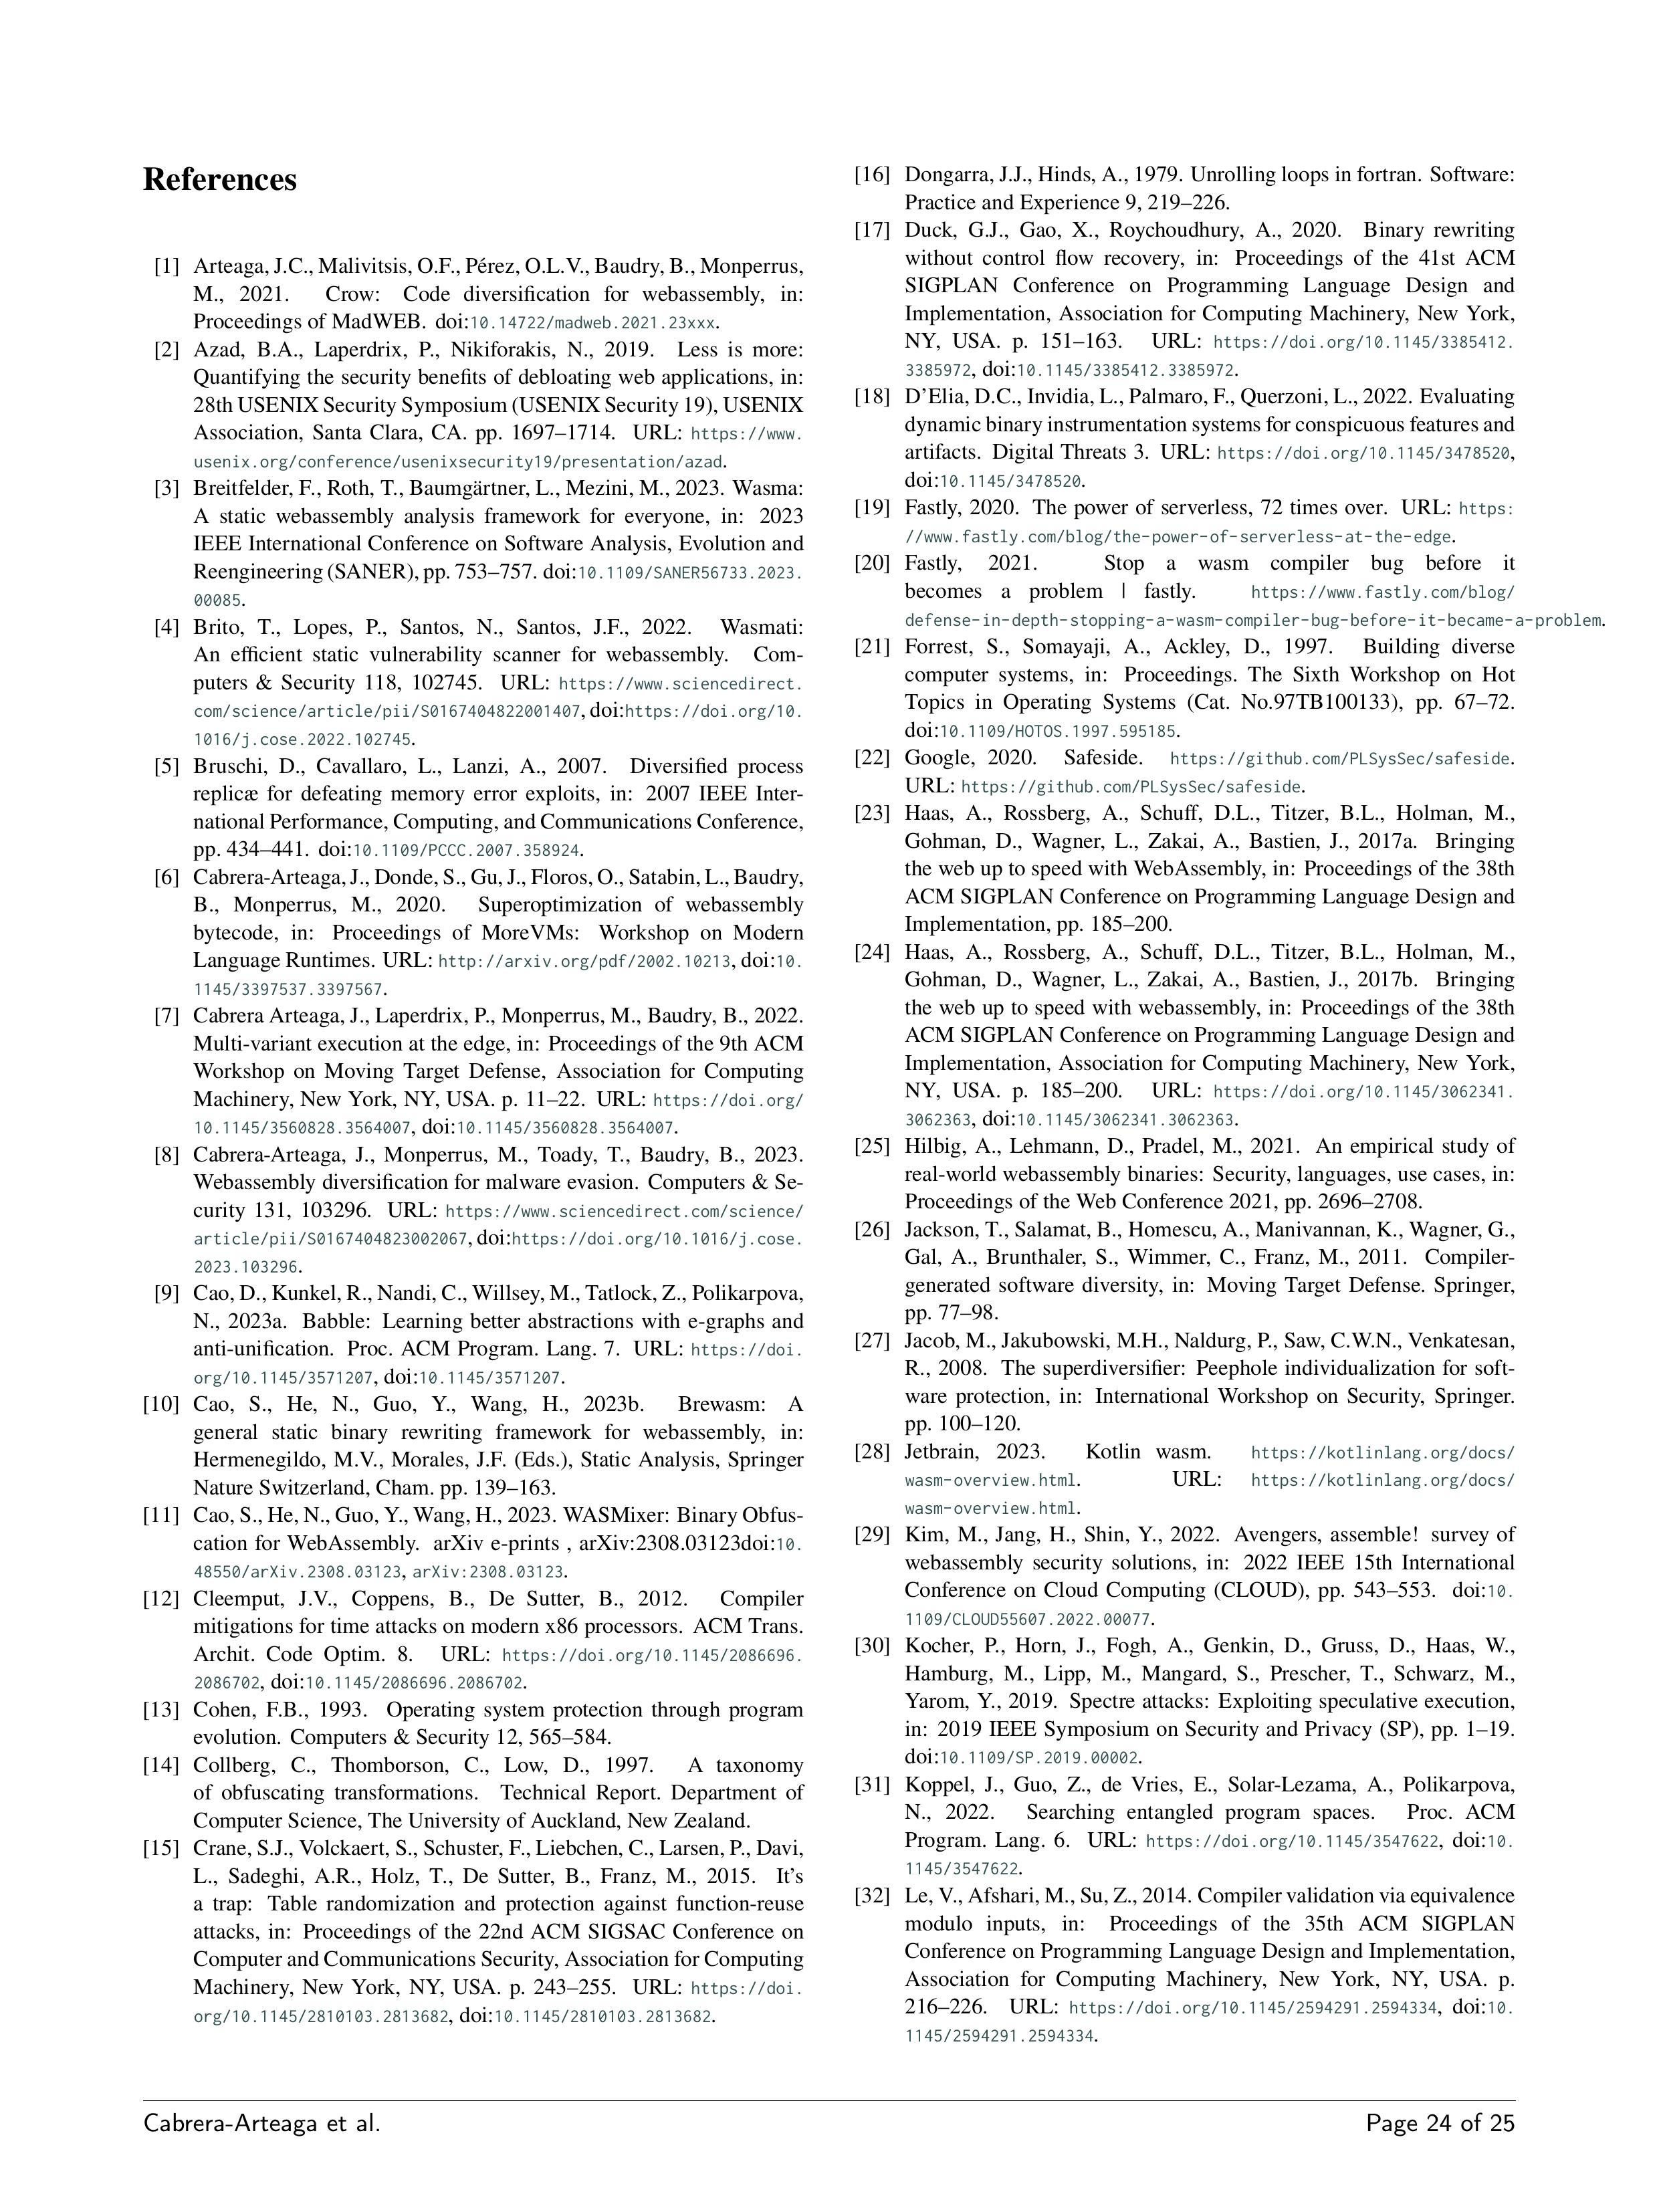 References
[1] Arteaga, J.C., Malivitsis, O.F., Pérez, O.L.V., Baudry, B., Monperrus,
M., 2021. Crow: Code diversification for webassembly, in:
Proceedings of MadWEB. doi:10.14722/madweb.2021.23xxx.
[2] Azad, B.A., Laperdrix, P., Nikiforakis, N., 2019. Less is more:
Quantifying the security benefits of debloating web applications, in:
28th USENIX Security Symposium (USENIX Security 19), USENIX
Association, Santa Clara, CA. pp. 1697–1714. URL: https://www.
usenix.org/conference/usenixsecurity19/presentation/azad.
[3] Breitfelder, F., Roth, T., Baumgärtner, L., Mezini, M., 2023. Wasma:
A static webassembly analysis framework for everyone, in: 2023
IEEE International Conference on Software Analysis, Evolution and
Reengineering (SANER), pp. 753–757. doi:10.1109/SANER56733.2023.
00085.
[4] Brito, T., Lopes, P., Santos, N., Santos, J.F., 2022. Wasmati:
An efficient static vulnerability scanner for webassembly. Com-
puters & Security 118, 102745. URL: https://www.sciencedirect.
com/science/article/pii/S0167404822001407, doi:https://doi.org/10.
1016/j.cose.2022.102745.
[5] Bruschi, D., Cavallaro, L., Lanzi, A., 2007. Diversified process
replicæ for defeating memory error exploits, in: 2007 IEEE Inter-
national Performance, Computing, and Communications Conference,
pp. 434–441. doi:10.1109/PCCC.2007.358924.
[6] Cabrera-Arteaga, J., Donde, S., Gu, J., Floros, O., Satabin, L., Baudry,
B., Monperrus, M., 2020. Superoptimization of webassembly
bytecode, in: Proceedings of MoreVMs: Workshop on Modern
Language Runtimes. URL: http://arxiv.org/pdf/2002.10213, doi:10.
1145/3397537.3397567.
[7] Cabrera Arteaga, J., Laperdrix, P., Monperrus, M., Baudry, B., 2022.
Multi-variant execution at the edge, in: Proceedings of the 9th ACM
Workshop on Moving Target Defense, Association for Computing
Machinery, New York, NY, USA. p. 11–22. URL: https://doi.org/
10.1145/3560828.3564007, doi:10.1145/3560828.3564007.
[8] Cabrera-Arteaga, J., Monperrus, M., Toady, T., Baudry, B., 2023.
Webassembly diversification for malware evasion. Computers & Se-
curity 131, 103296. URL: https://www.sciencedirect.com/science/
article/pii/S0167404823002067, doi:https://doi.org/10.1016/j.cose.
2023.103296.
[9] Cao, D., Kunkel, R., Nandi, C., Willsey, M., Tatlock, Z., Polikarpova,
N., 2023a. Babble: Learning better abstractions with e-graphs and
anti-unification. Proc. ACM Program. Lang. 7. URL: https://doi.
org/10.1145/3571207, doi:10.1145/3571207.
[10] Cao, S., He, N., Guo, Y., Wang, H., 2023b. Brewasm: A
general static binary rewriting framework for webassembly, in:
Hermenegildo, M.V., Morales, J.F. (Eds.), Static Analysis, Springer
Nature Switzerland, Cham. pp. 139–163.
[11] Cao, S., He, N., Guo, Y., Wang, H., 2023. WASMixer: Binary Obfus-
cation for WebAssembly. arXiv e-prints , arXiv:2308.03123doi:10.
48550/arXiv.2308.03123, arXiv:2308.03123.
[12] Cleemput, J.V., Coppens, B., De Sutter, B., 2012. Compiler
mitigations for time attacks on modern x86 processors. ACM Trans.
Archit. Code Optim. 8. URL: https://doi.org/10.1145/2086696.
2086702, doi:10.1145/2086696.2086702.
[13] Cohen, F.B., 1993. Operating system protection through program
evolution. Computers & Security 12, 565–584.
[14] Collberg, C., Thomborson, C., Low, D., 1997. A taxonomy
of obfuscating transformations. Technical Report. Department of
Computer Science, The University of Auckland, New Zealand.
[15] Crane, S.J., Volckaert, S., Schuster, F., Liebchen, C., Larsen, P., Davi,
L., Sadeghi, A.R., Holz, T., De Sutter, B., Franz, M., 2015. It's
a trap: Table randomization and protection against function-reuse
attacks, in: Proceedings of the 22nd ACM SIGSAC Conference on
Computer and Communications Security, Association for Computing
Machinery, New York, NY, USA. p. 243–255. URL: https://doi.
org/10.1145/2810103.2813682, doi:10.1145/2810103.2813682.
[16] Dongarra, J.J., Hinds, A., 1979. Unrolling loops in fortran. Software:
Practice and Experience 9, 219–226.
[17] Duck, G.J., Gao, X., Roychoudhury, A., 2020. Binary rewriting
without control flow recovery, in: Proceedings of the 41st ACM
SIGPLAN Conference on Programming Language Design and
Implementation, Association for Computing Machinery, New York,
NY, USA. p. 151–163. URL: https://doi.org/10.1145/3385412.
3385972, doi:10.1145/3385412.3385972.
[18] D'Elia, D.C., Invidia, L., Palmaro, F., Querzoni, L., 2022. Evaluating
dynamic binary instrumentation systems for conspicuous features and
artifacts. Digital Threats 3. URL: https://doi.org/10.1145/3478520,
doi:10.1145/3478520.
[19] Fastly, 2020. The power of serverless, 72 times over. URL: https:
//www.fastly.com/blog/the-power-of-serverless-at-the-edge.
[20] Fastly, 2021. Stop a wasm compiler bug before it
becomes a problem | fastly. https://www.fastly.com/blog/
defense-in-depth-stopping-a-wasm-compiler-bug-before-it-became-a-problem.
[21] Forrest, S., Somayaji, A., Ackley, D., 1997. Building diverse
computer systems, in: Proceedings. The Sixth Workshop on Hot
Topics in Operating Systems (Cat. No.97TB100133), pp. 67–72.
doi:10.1109/HOTOS.1997.595185.
[22] Google, 2020. Safeside. https://github.com/PLSysSec/safeside.
URL: https://github.com/PLSysSec/safeside.
[23] Haas, A., Rossberg, A., Schuff, D.L., Titzer, B.L., Holman, M.,
Gohman, D., Wagner, L., Zakai, A., Bastien, J., 2017a. Bringing
the web up to speed with WebAssembly, in: Proceedings of the 38th
ACM SIGPLAN Conference on Programming Language Design and
Implementation, pp. 185–200.
[24] Haas, A., Rossberg, A., Schuff, D.L., Titzer, B.L., Holman, M.,
Gohman, D., Wagner, L., Zakai, A., Bastien, J., 2017b. Bringing
the web up to speed with webassembly, in: Proceedings of the 38th
ACM SIGPLAN Conference on Programming Language Design and
Implementation, Association for Computing Machinery, New York,
NY, USA. p. 185–200. URL: https://doi.org/10.1145/3062341.
3062363, doi:10.1145/3062341.3062363.
[25] Hilbig, A., Lehmann, D., Pradel, M., 2021. An empirical study of
real-world webassembly binaries: Security, languages, use cases, in:
Proceedings of the Web Conference 2021, pp. 2696–2708.
[26] Jackson, T., Salamat, B., Homescu, A., Manivannan, K., Wagner, G.,
Gal, A., Brunthaler, S., Wimmer, C., Franz, M., 2011. Compiler-
generated software diversity, in: Moving Target Defense. Springer,
pp. 77–98.
[27] Jacob, M., Jakubowski, M.H., Naldurg, P., Saw, C.W.N., Venkatesan,
R., 2008. The superdiversifier: Peephole individualization for soft-
ware protection, in: International Workshop on Security, Springer.
pp. 100–120.
[28] Jetbrain, 2023. Kotlin wasm. https://kotlinlang.org/docs/
wasm-overview.html. URL: https://kotlinlang.org/docs/
wasm-overview.html.
[29] Kim, M., Jang, H., Shin, Y., 2022. Avengers, assemble! survey of
webassembly security solutions, in: 2022 IEEE 15th International
Conference on Cloud Computing (CLOUD), pp. 543–553. doi:10.
1109/CLOUD55607.2022.00077.
[30] Kocher, P., Horn, J., Fogh, A., Genkin, D., Gruss, D., Haas, W.,
Hamburg, M., Lipp, M., Mangard, S., Prescher, T., Schwarz, M.,
Yarom, Y., 2019. Spectre attacks: Exploiting speculative execution,
in: 2019 IEEE Symposium on Security and Privacy (SP), pp. 1–19.
doi:10.1109/SP.2019.00002.
[31] Koppel, J., Guo, Z., de Vries, E., Solar-Lezama, A., Polikarpova,
N., 2022. Searching entangled program spaces. Proc. ACM
Program. Lang. 6. URL: https://doi.org/10.1145/3547622, doi:10.
1145/3547622.
[32] Le, V., Afshari, M., Su, Z., 2014. Compiler validation via equivalence
modulo inputs, in: Proceedings of the 35th ACM SIGPLAN
Conference on Programming Language Design and Implementation,
Association for Computing Machinery, New York, NY, USA. p.
216–226. URL: https://doi.org/10.1145/2594291.2594334, doi:10.
1145/2594291.2594334.
Cabrera-Arteaga et al.
Page 24 of 25